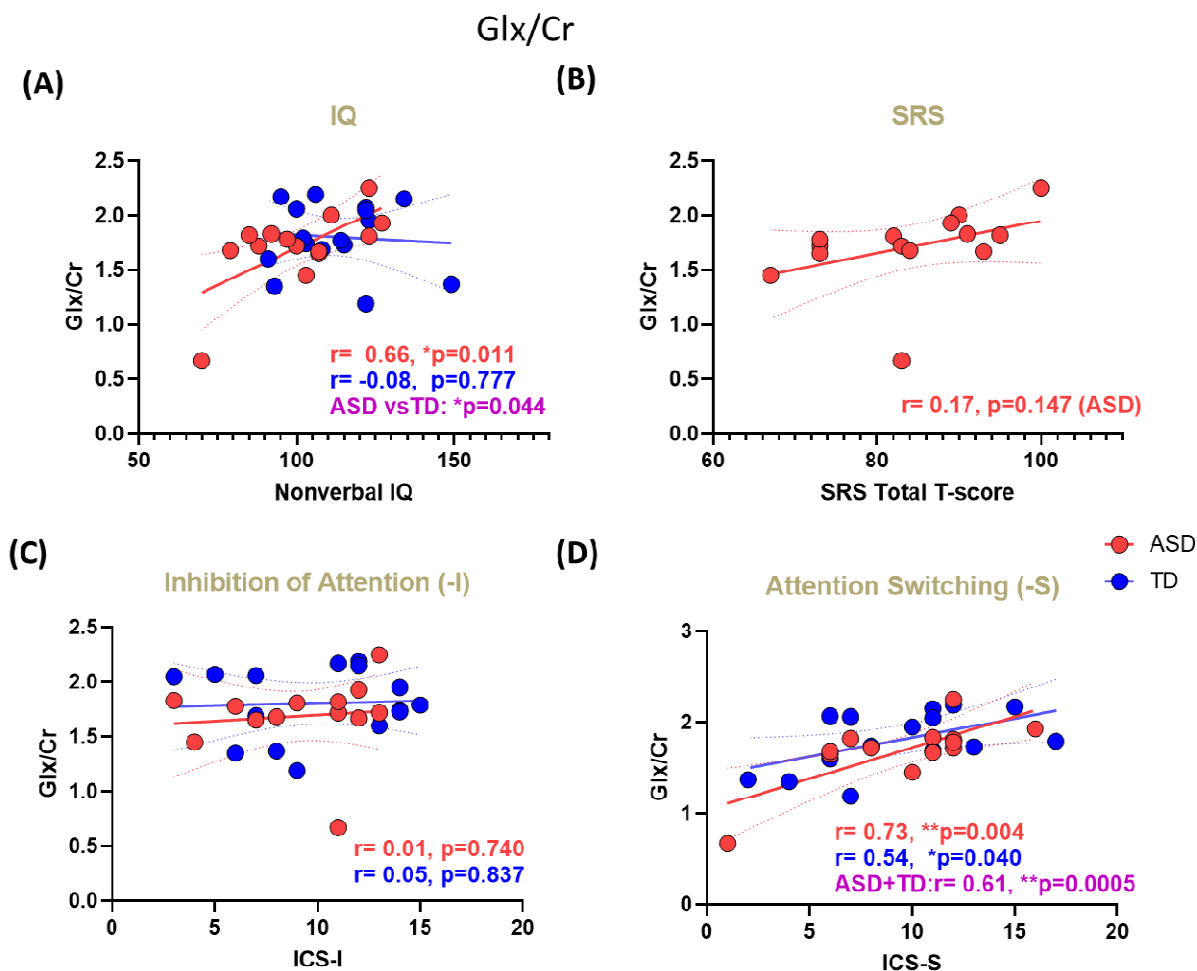 Glx/Cr
(A)
IQ
2.5
2.0
1.5
1.0
0.5
0.0
Glx/Cr
r= 0.66, *p=0.011
r= -0.08, p=0.777
ASD vsTD: *p=0.044
50
100
150
Nonverbal IQ
(B)
SRS
2.5
2.0
1.5
1.0
0.5
0.0
Glx/Cr
r= 0.17, p=0.147 (ASD)
60
80
100
SRS Total T-score
(C)
Inhibition of Attention (-I)
2.5
2.0
1.5
1.0
0.5
0.0
Glx/Cr
r= 0.01, p=0.740
r= 0.05, p=0.837
0
5
10
15
20
ICS-I
(D)
ASD
TD
Attention Switching (-S)
3
2
1
0
Glx/Cr
r= 0.73, **p=0.004
r= 0.54, *p=0.040
ASD+TD:r= 0.61, **p=0.0005
0
5
10
15
20
ICS-S